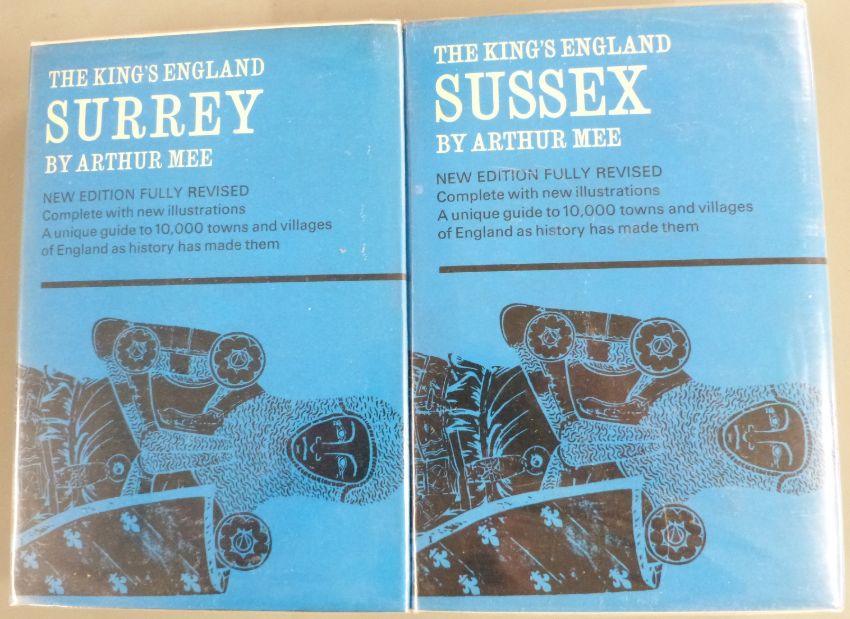 THE KING'S ENGLAND
SURREY
BY ARTHUR MEE
NEW EDITION FULLY REVISED
Complete with new illustrations
A unique guide to 10,000 towns and villages
of England as history has made them
THE KING'S ENGLAND
SUSSEX
BY ARTHUR MEE
NEW EDITION FULLY REVISED
Complete with new illustrations
A unique guide to 10,000 towns and villages
of England as history has made them